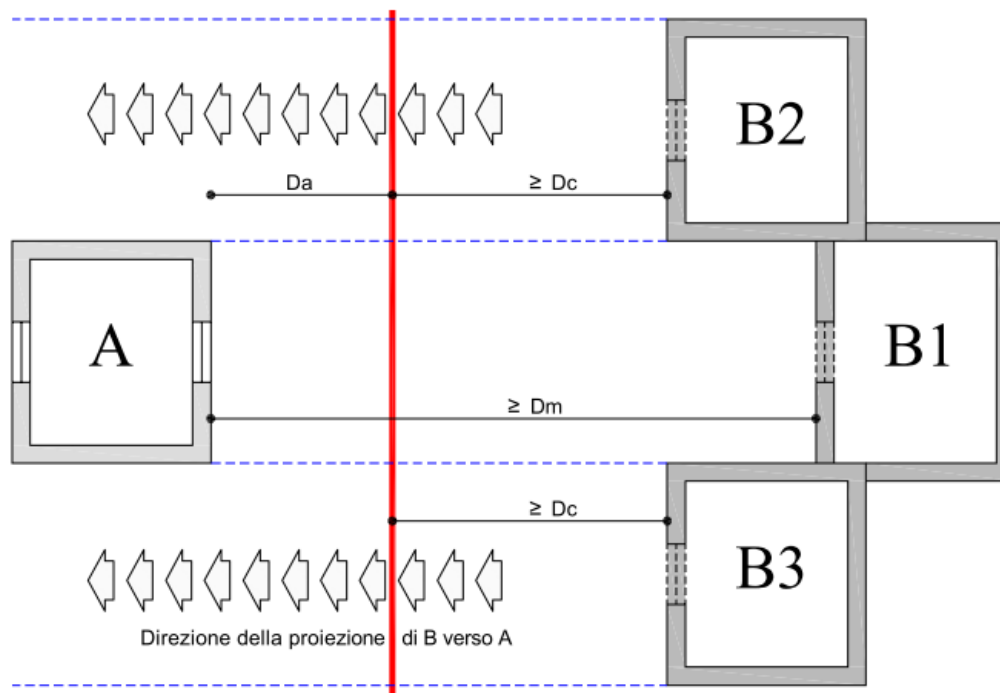 B2
Da
≥ Dc
A
B1
≥ Dm
≥ Dc
B3
Direzione della proiezione di B verso A